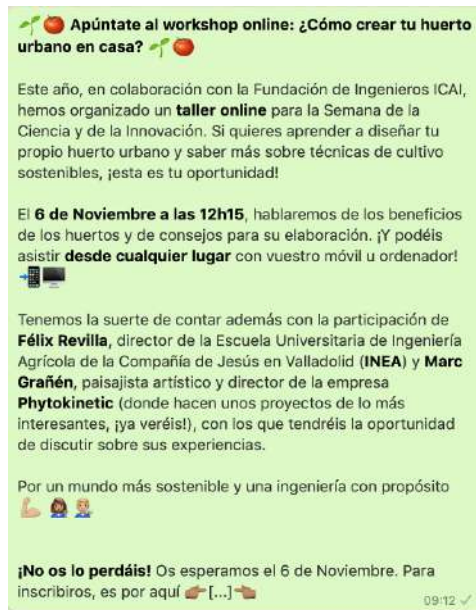 🌱🍅 Apúntate al workshop online: ¿Cómo crear tu huerto
urbano en casa? 🌱🍅
Este año, en colaboración con la Fundación de Ingenieros ICAI,
hemos organizado un taller online para la Semana de la
Ciencia y de la Innovación. Si quieres aprender a diseñar tu
propio huerto urbano y saber más sobre técnicas de cultivo
sostenibles, ¡esta es tu oportunidad!
El 6 de Noviembre a las 12h15, hablaremos de los beneficios
de los huertos y de consejos para su elaboración. ¡Y podéis
asistir desde cualquier lugar con vuestro móvil u ordenador!
📲🖥️
Tenemos la suerte de contar además con la participación de
Félix Revilla, director de la Escuela Universitaria de Ingeniería
Agrícola de la Compañía de Jesús en Valladolid (INEA) y Marc
Grañén, paisajista artístico y director de la empresa
Phytokinetic (donde hacen unos proyectos de lo más
interesantes, ¡ya veréis!), con los que tendréis la oportunidad
de discutir sobre sus experiencias.
Por un mundo más sostenible y una ingeniería con propósito
💪🏼 👩🏽‍🎓 👩🏼‍🔬
¡No os lo perdáis! Os esperamos el 6 de Noviembre. Para
inscribiros, es por aquí 👉🏽[...]👈🏽
09:12 ✓